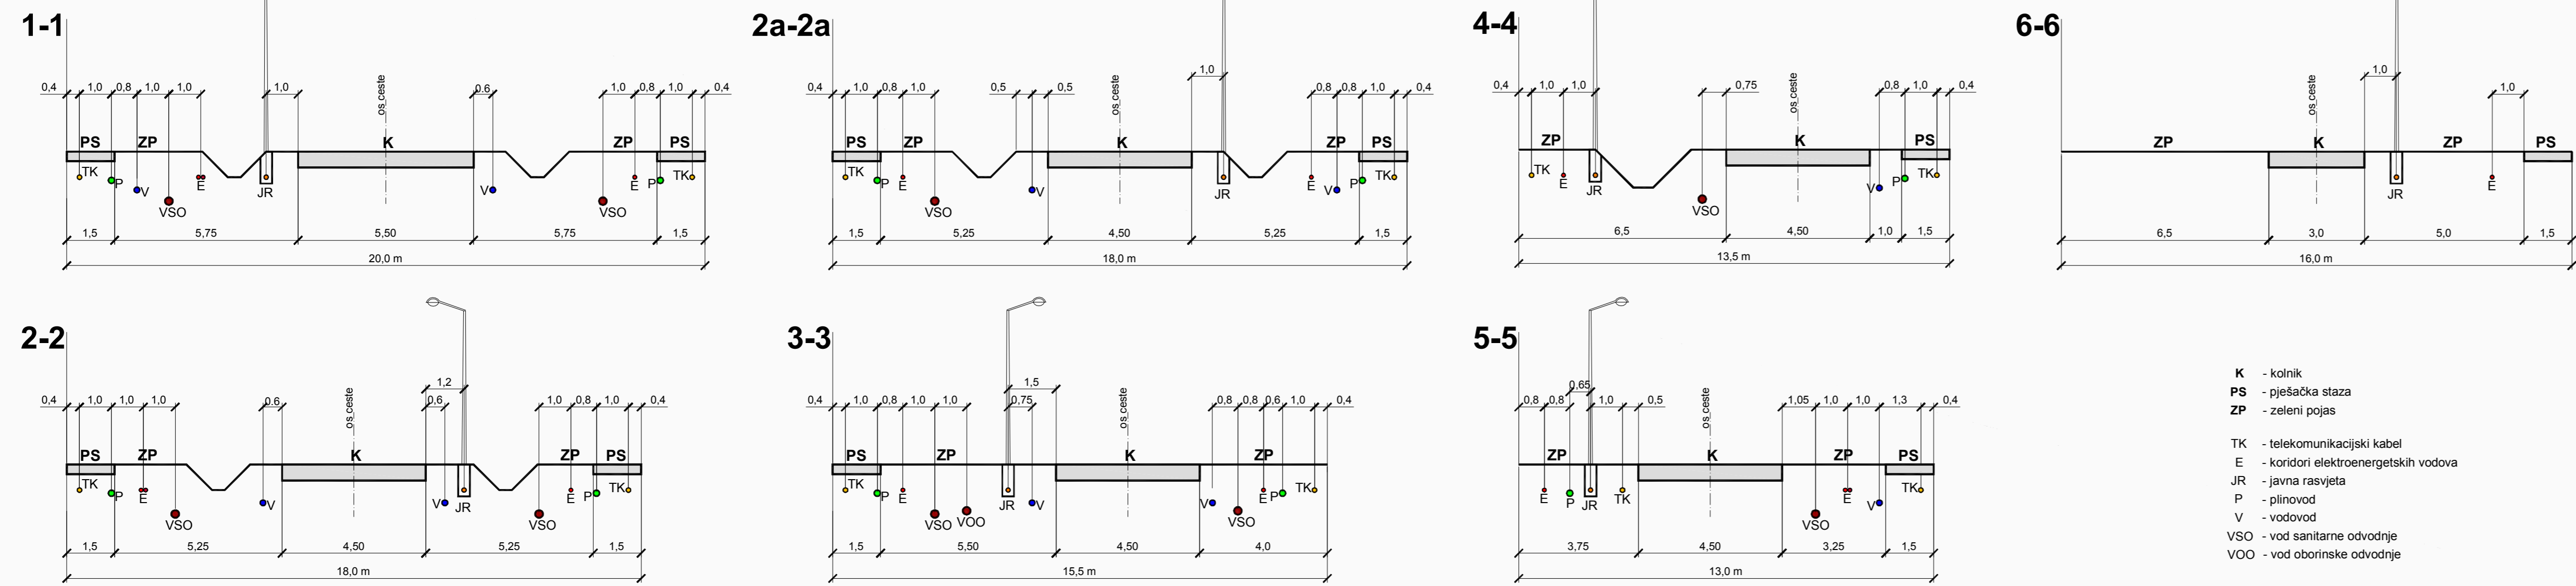 1-1
os ceste
0,4 1,0 0,8 1,0 1,0 1,0 0,6 1,0 0,8 1,0 0,4
PS ZP K ZP PS
TK P V VSO E JR V VSO E P TK
1,5 5,75 5,50 5,75 1,5
20,0 m
2a-2a
os ceste
1,0
0,4 1,0 0,8 1,0 0,5 0,5 0,8 0,8 1,0 0,4
PS ZP K ZP PS
TK P E VSO V JR E V P TK
1,5 5,25 4,50 5,25 1,5
18,0 m
4-4
os ceste
0,4 1,0 1,0 0,75 0,8 1,0 0,4
ZP K PS
TK E JR VSO V P TK
6,5 4,50 1,0 1,5
13,5 m
6-6
os ceste
1,0
1,0
ZP K ZP PS
JR E
6,5 3,0 5,0 1,5
16,0 m
2-2
os ceste
1,2
0,4 1,0 1,0 1,0 0,6 0,6 1,0 0,8 1,0 0,4
PS ZP K ZP PS
TK P E VSO V V JR VSO E P TK
1,5 5,25 4,50 5,25 1,5
18,0 m
3-3
os ceste
1,5
0,4 1,0 0,8 1,0 1,0 0,75 0,8 0,8 0,6 1,0 0,4
PS ZP K ZP
TK P E VSO VOO JR V V VSO E P TK
1,5 5,50 4,50 4,0
15,5 m
5-5
os ceste
0,65
0,8 0,8 1,0 0,5 1,05 1,0 1,0 1,3 0,4
ZP K ZP PS
E P JR TK VSO E V TK
3,75 4,50 3,25 1,5
13,0 m
K - kolnik
PS - pješačka staza
ZP - zeleni pojas
TK - telekomunikacijski kabel
E - koridori elektroenergetskih vodova
JR - javna rasvjeta
P - plinovod
V - vodovod
VSO - vod sanitarne odvodnje
VOO - vod oborinske odvodnje